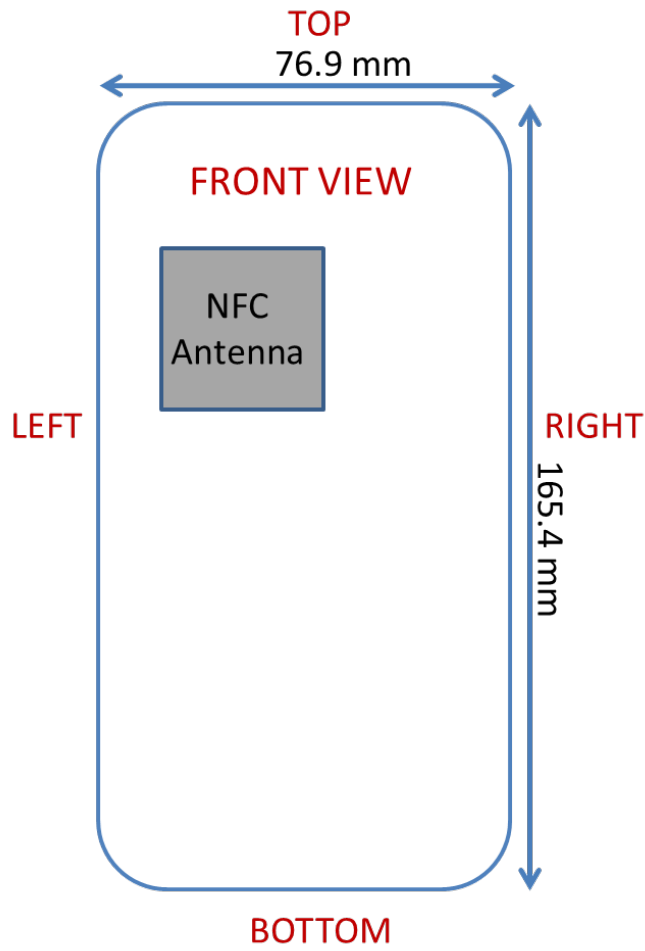 TOP
76.9 mm
FRONT VIEW
NFC
Antenna
LEFT
RIGHT
165.4 mm
BOTTOM